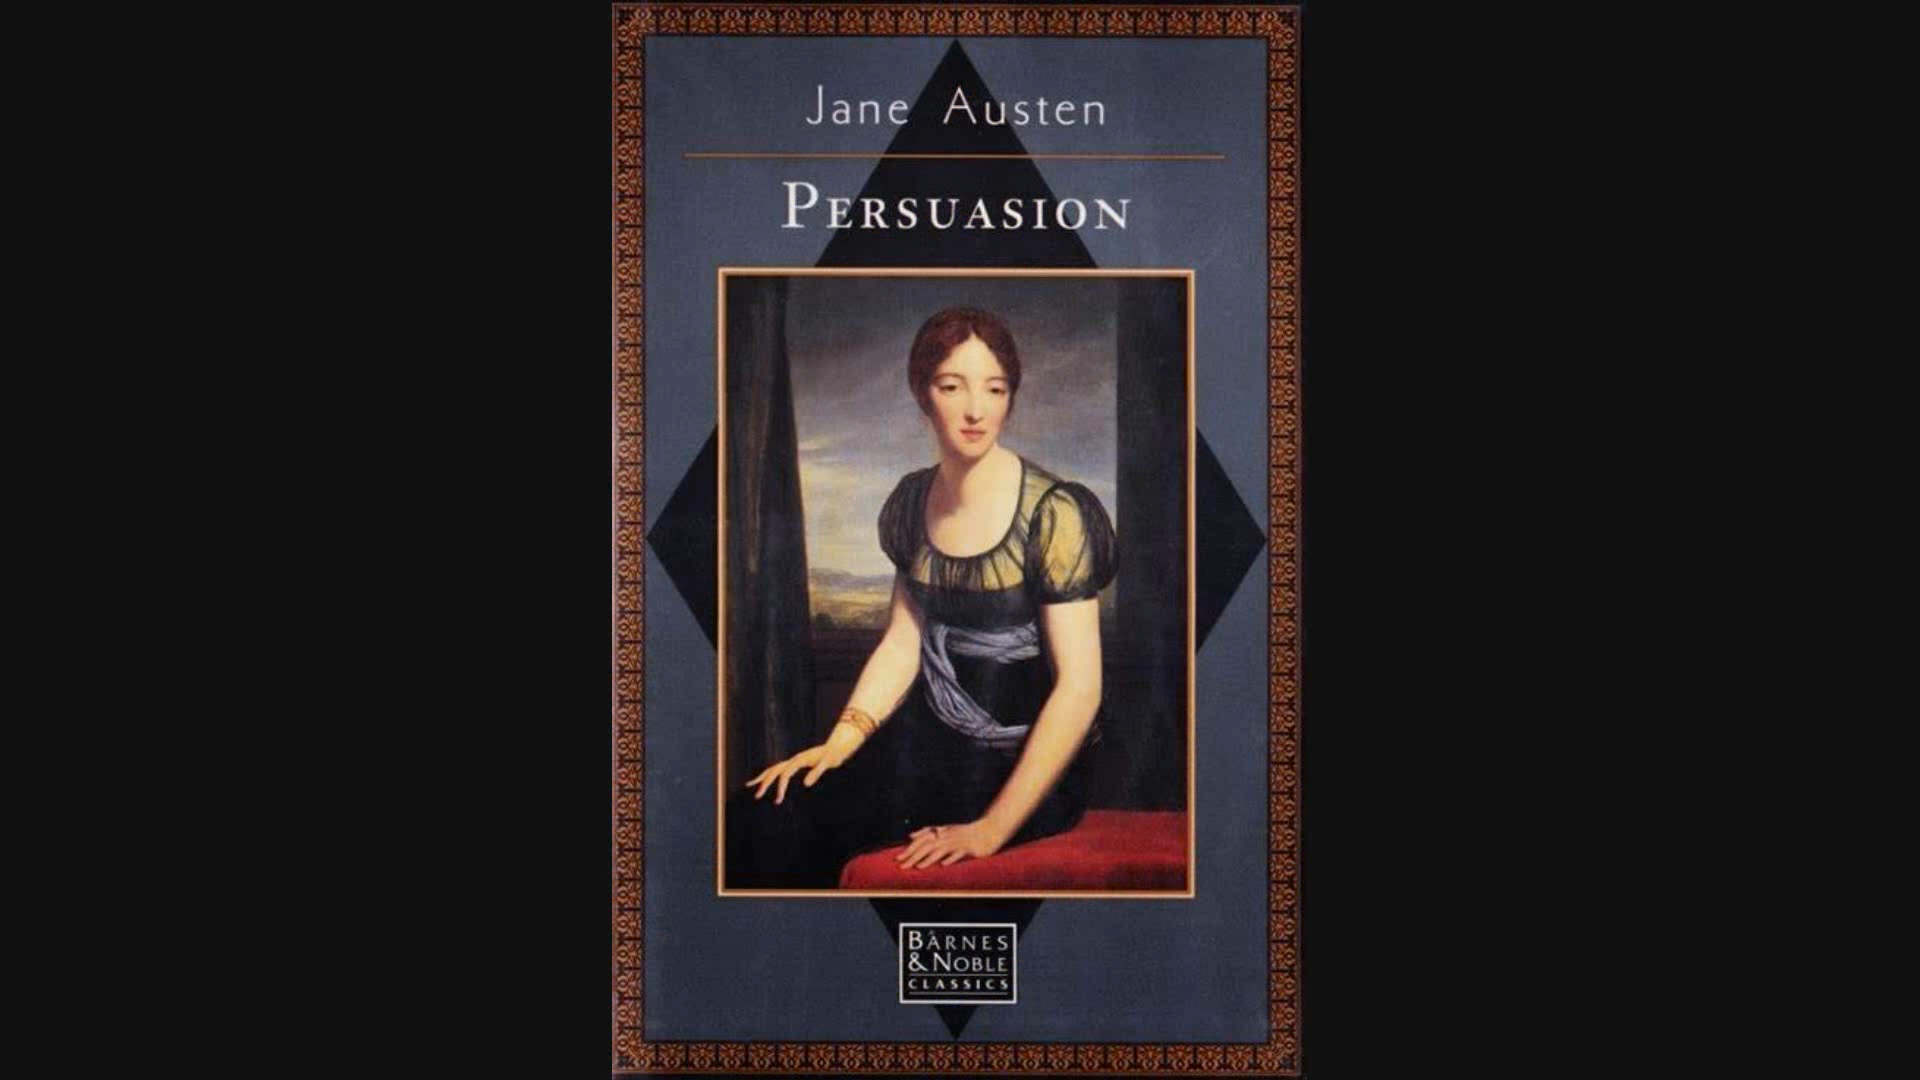 Jane Austen
PERSUASION
BARNES
& NOBLE
CLASSICS